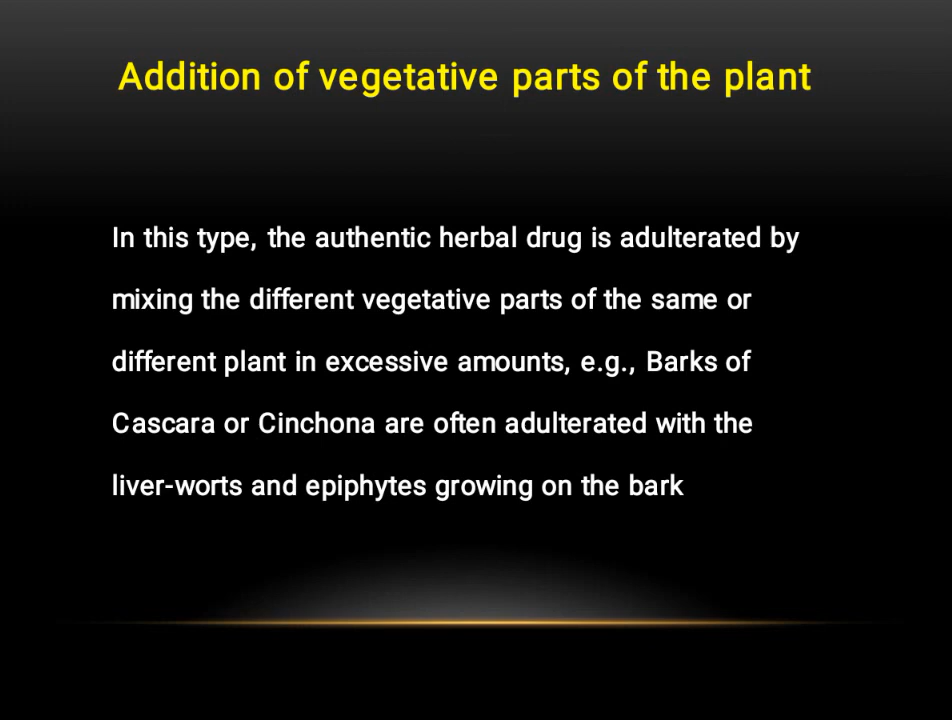 Addition of vegetative parts of the plant
In this type, the authentic herbal drug is adulterated by
mixing the different vegetative parts of the same or
different plant in excessive amounts, e.g., Barks of
Cascara or Cinchona are often adulterated with the
liver-worts and epiphytes growing on the bark